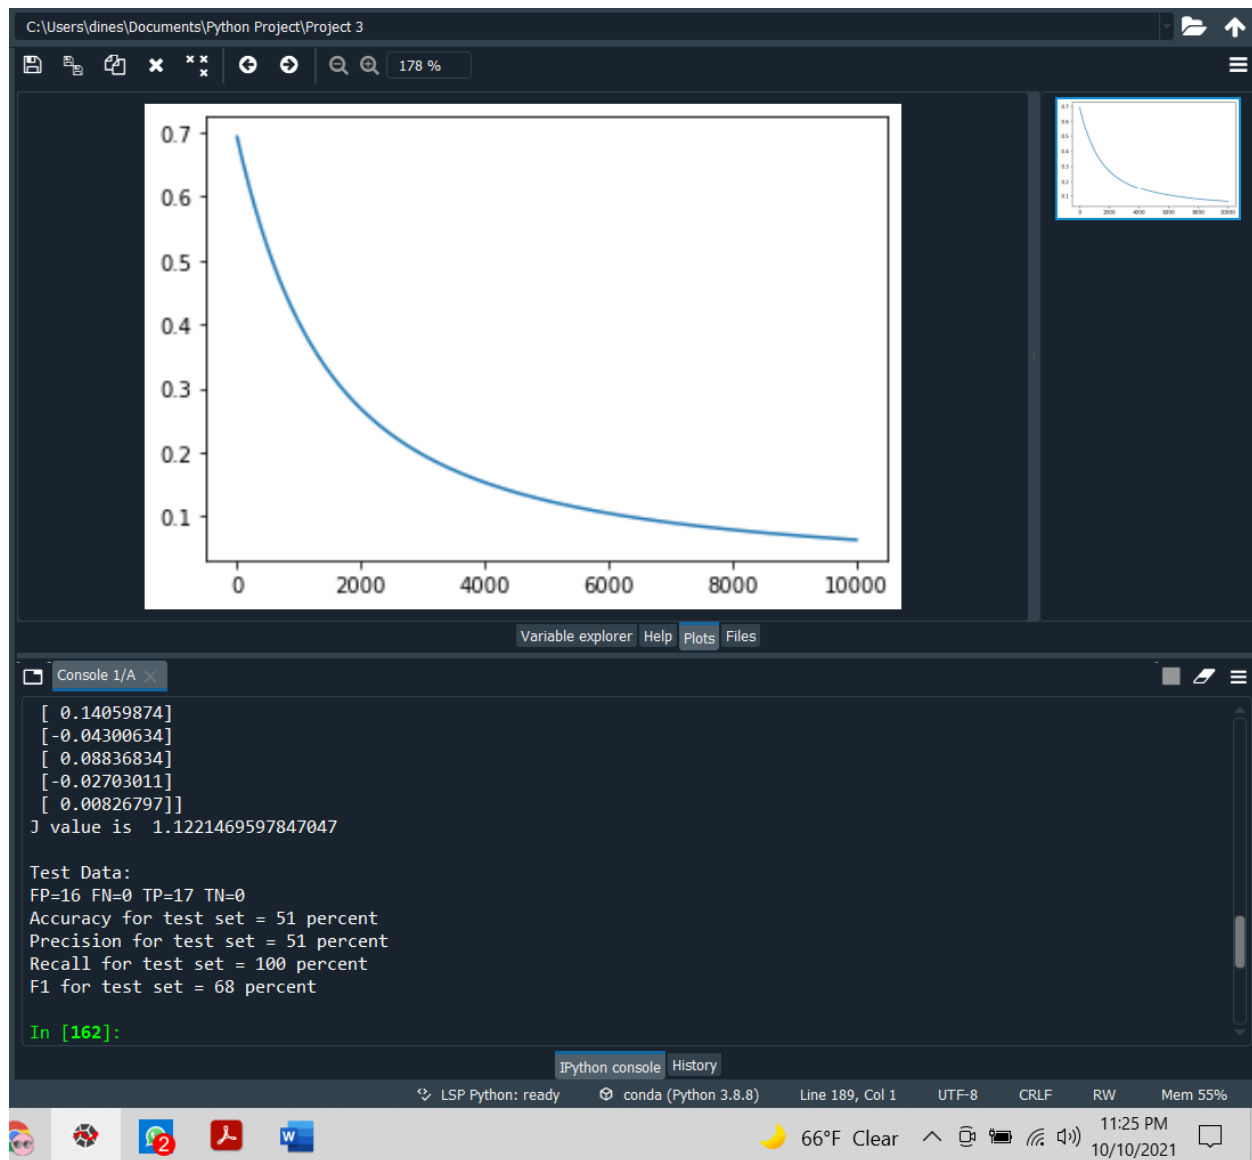 C:\Users\dines\Documents\Python Project\Project 3
178 %
0.7
0.6
0.5
0.4
0.3
0.2
0.1
0 2000 4000 6000 8000 10000
Variable explorer Help Plots Files
Console 1/A
[ 0.14059874]
[-0.04300634]
[ 0.08836834]
[-0.02703011]
[ 0.00826797]]
J value is  1.1221469597847047
Test Data:
FP=16 FN=0 TP=17 TN=0
Accuracy for test set = 51 percent
Precision for test set = 51 percent
Recall for test set = 100 percent
F1 for test set = 68 percent
In [162]:
IPython console History
LSP Python: ready conda (Python 3.8.8) Line 189, Col 1 UTF-8 CRLF RW Mem 55%
2 W 66°F Clear 11:25 PM
10/10/2021